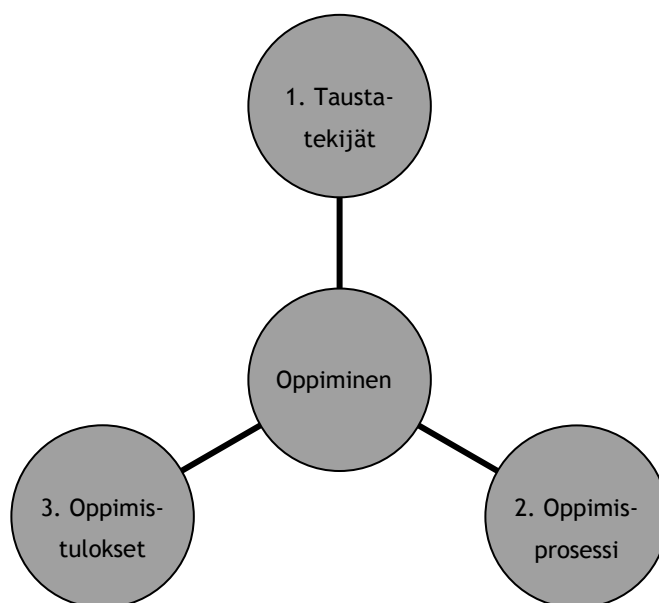 1. Tausta-
tekijät
Oppiminen
3. Oppimis-
tulokset
2. Oppimis-
prosessi